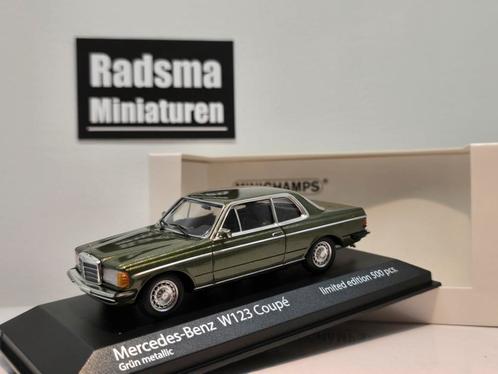 Radsma
Miniaturen
MINICHAMPS
Mercedes-Benz W123 Coupé
Grün metallic
limited edition 500 pcs.